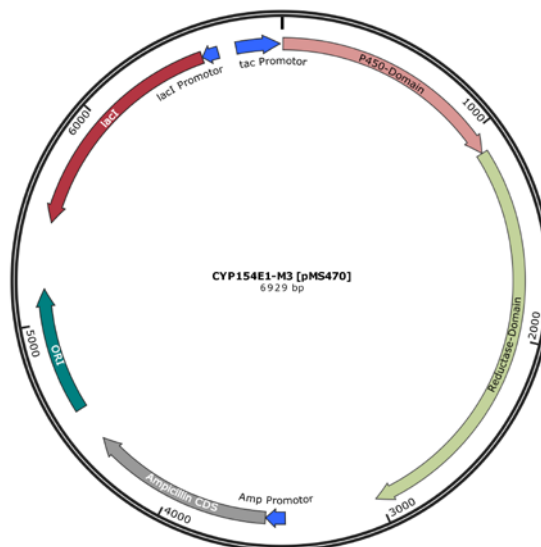 lacI Promotor
tac Promotor
P450-Domain
1000
6000
lacI
CYP154E1-M3 [pMS470]
6929 bp
Reductase-Domain
2000
5000
ORI
Ampicillin CDS
Amp Promotor
4000
3000